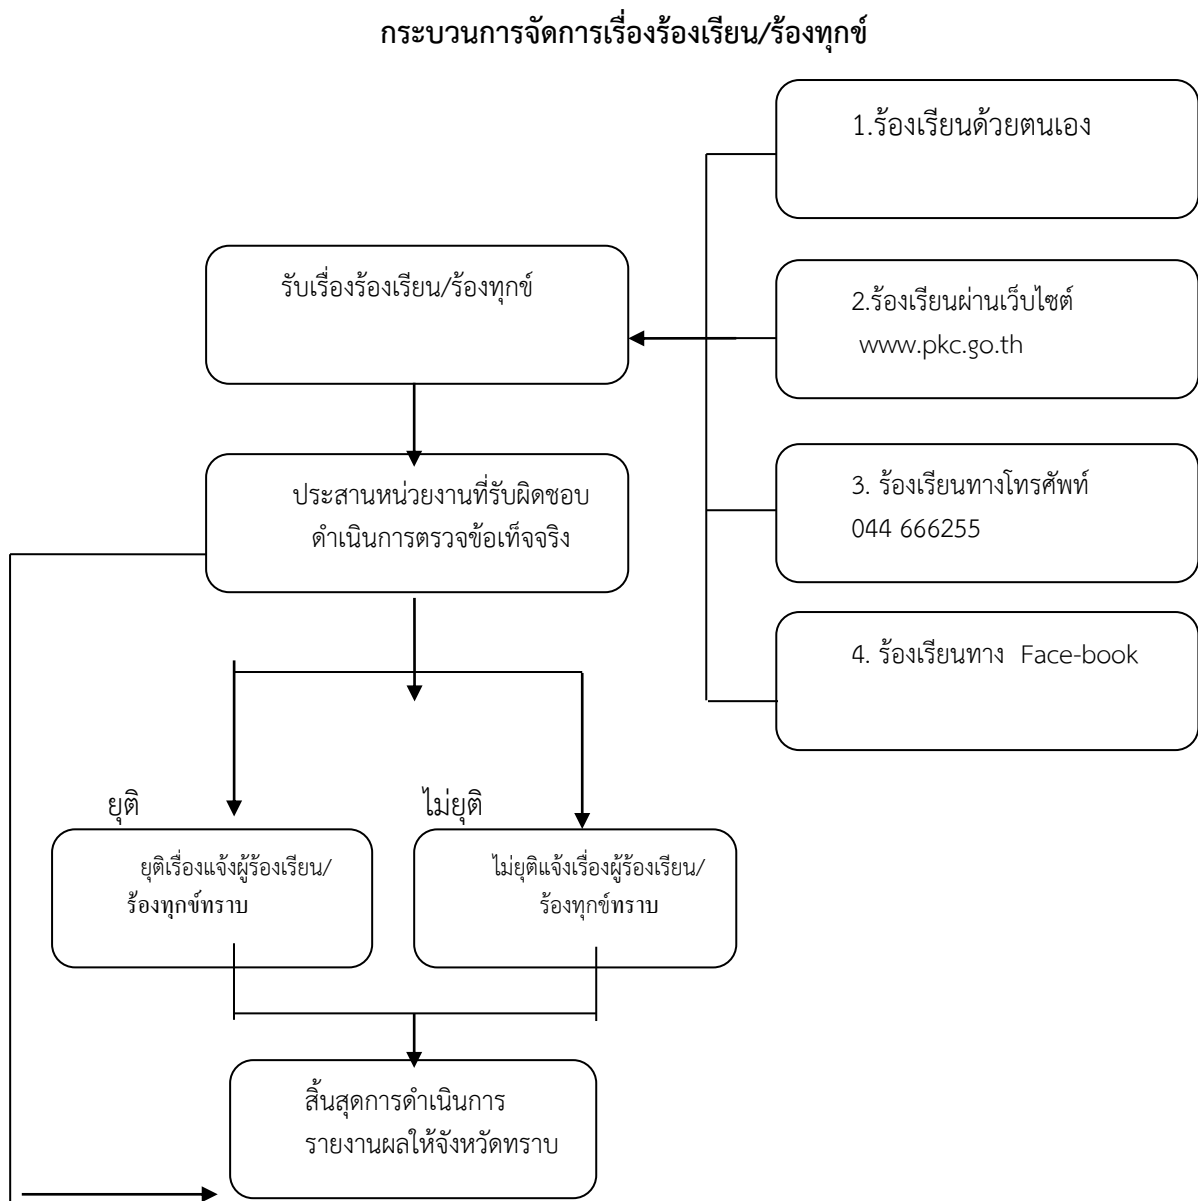 กระบวนการจัดการเรื่องร้องเรียน/ร้องทุกข์
1.ร้องเรียนด้วยตนเอง
รับเรื่องร้องเรียน/ร้องทุกข์
2.ร้องเรียนผ่านเว็บไซต์
www.pkc.go.th
ประสานหน่วยงานที่รับผิดชอบ
ดำเนินการตรวจข้อเท็จจริง
3. ร้องเรียนทางโทรศัพท์
044 666255
4. ร้องเรียนทาง Face-book
ยุติ
ไม่ยุติ
ยุติเรื่องแจ้งผู้ร้องเรียน/
ร้องทุกข์ทราบ
ไม่ยุติแจ้งเรื่องผู้ร้องเรียน/
ร้องทุกข์ทราบ
สิ้นสุดการดำเนินการ
รายงานผลให้จังหวัดทราบ